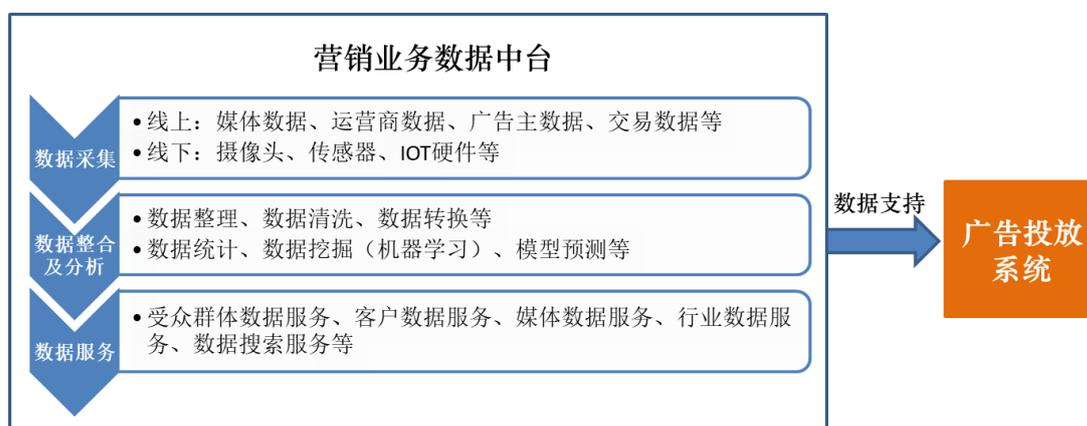 营销业务数据中台
数据采集
•线上：媒体数据、运营商数据、广告主数据、交易数据等
•线下：摄像头、传感器、IOT硬件等
数据整合
及分析
•数据整理、数据清洗、数据转换等
•数据统计、数据挖掘（机器学习）、模型预测等
数据服务
•受众群体数据服务、客户数据服务、媒体数据服务、行业数据服
务、数据搜索服务等
数据支持
广告投放
系统